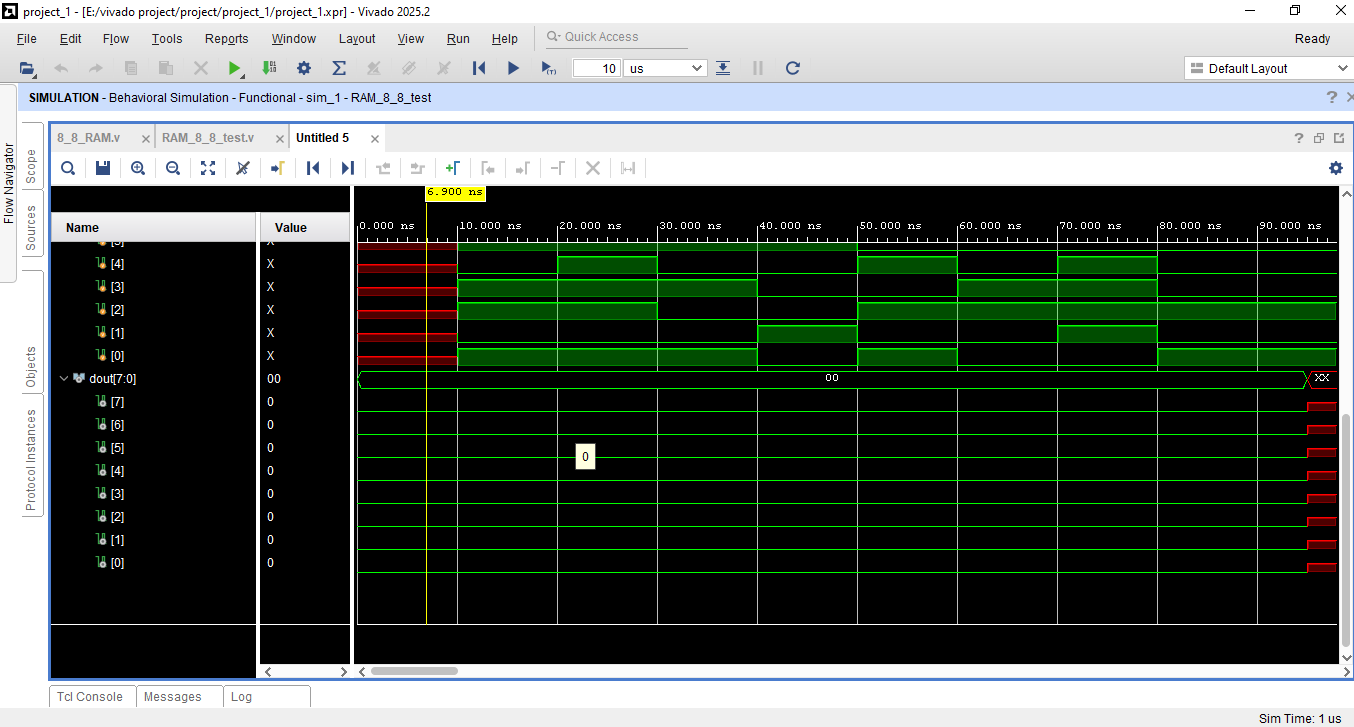 project_1 - [E:/vivado project/project/project_1/project_1.xpr] - Vivado 2025.2
File Edit Flow Tools Reports Window Layout View Run Help Quick Access Ready
10 us Default Layout
SIMULATION - Behavioral Simulation - Functional - sim_1 - RAM_8_8_test
Flow Navigator
Scope
Sources
Objects
Protocol Instances
8_8_RAM.v RAM_8_8_test.v Untitled 5
6.900 ns
Name Value
0.000 ns 10.000 ns 20.000 ns 30.000 ns 40.000 ns 50.000 ns 60.000 ns 70.000 ns 80.000 ns 90.000 ns
[4] X
[3] X
[2] X
[1] X
[0] X
dout[7:0] 00 00 XX
[7] 0
[6] 0
[5] 0
0
[4] 0
[3] 0
[2] 0
[1] 0
[0] 0
Tcl Console Messages Log
Sim Time: 1 us